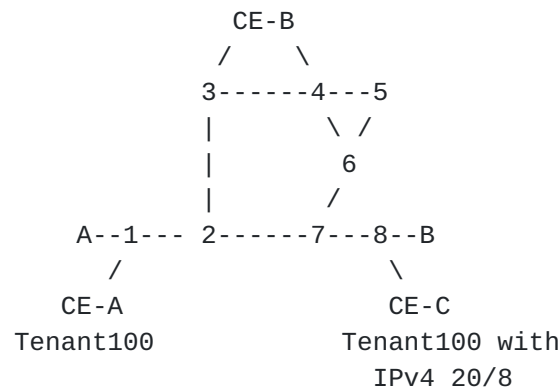 CE-B
/ \
3------4---5
| \ /
| 6
| /
A--1--- 2------7---8--B
/ \
CE-A CE-C
Tenant100 Tenant100 with
IPv4 20/8